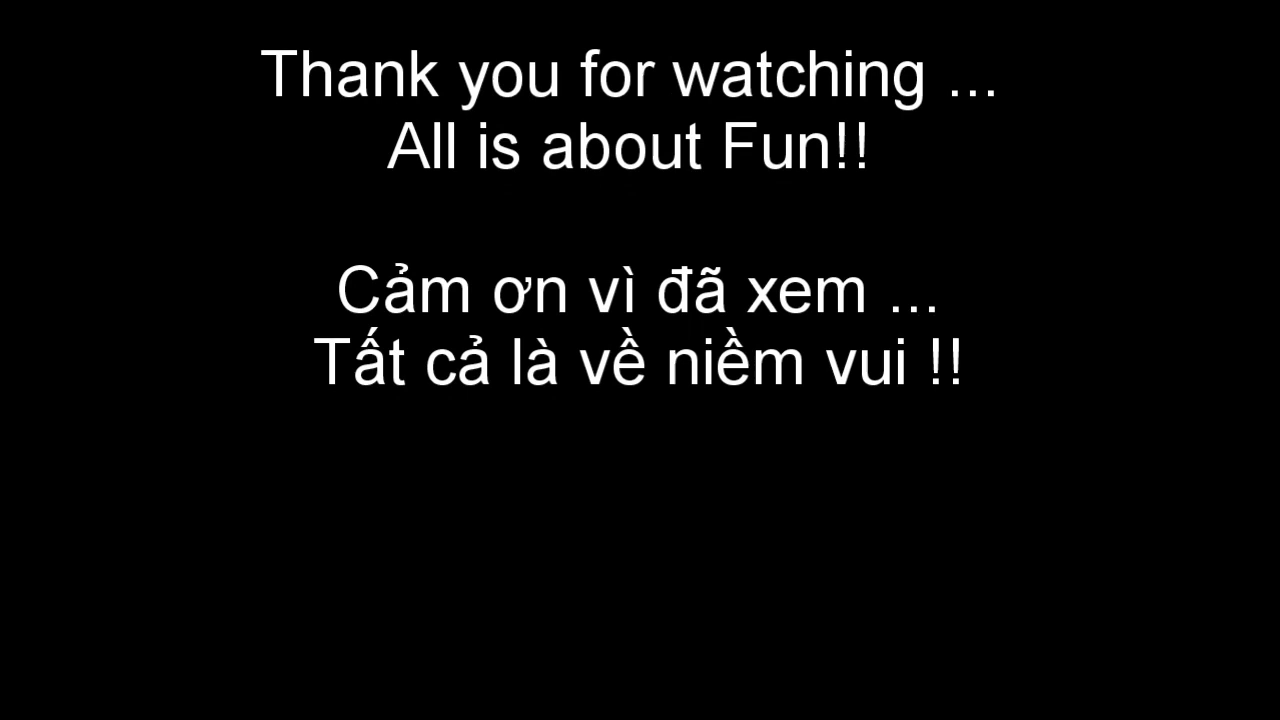 Thank you for watching ...
All is about Fun!!
Cảm ơn vì đã xem ...
Tất cả là về niềm vui !!